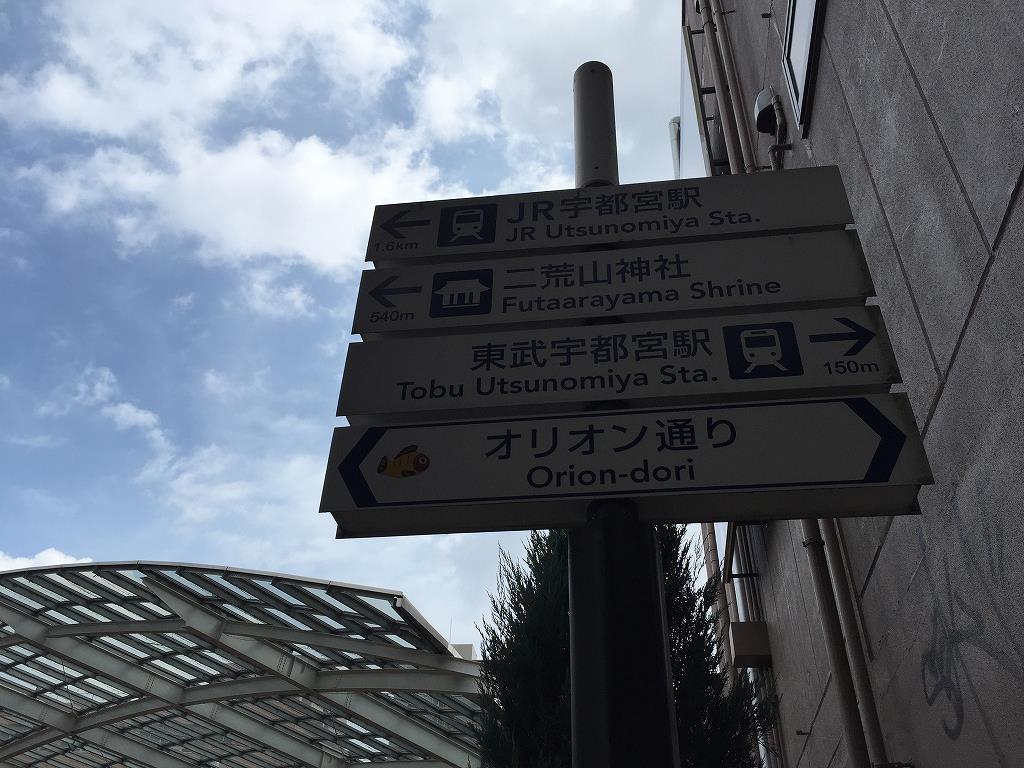 JR宇都宮駅
JR Utsunomiya Sta.
1.6km
二荒山神社
Futaarayama Shrine
540m
東武宇都宮駅
Tobu Utsunomiya Sta.
150m
オリオン通り
Orion-dori